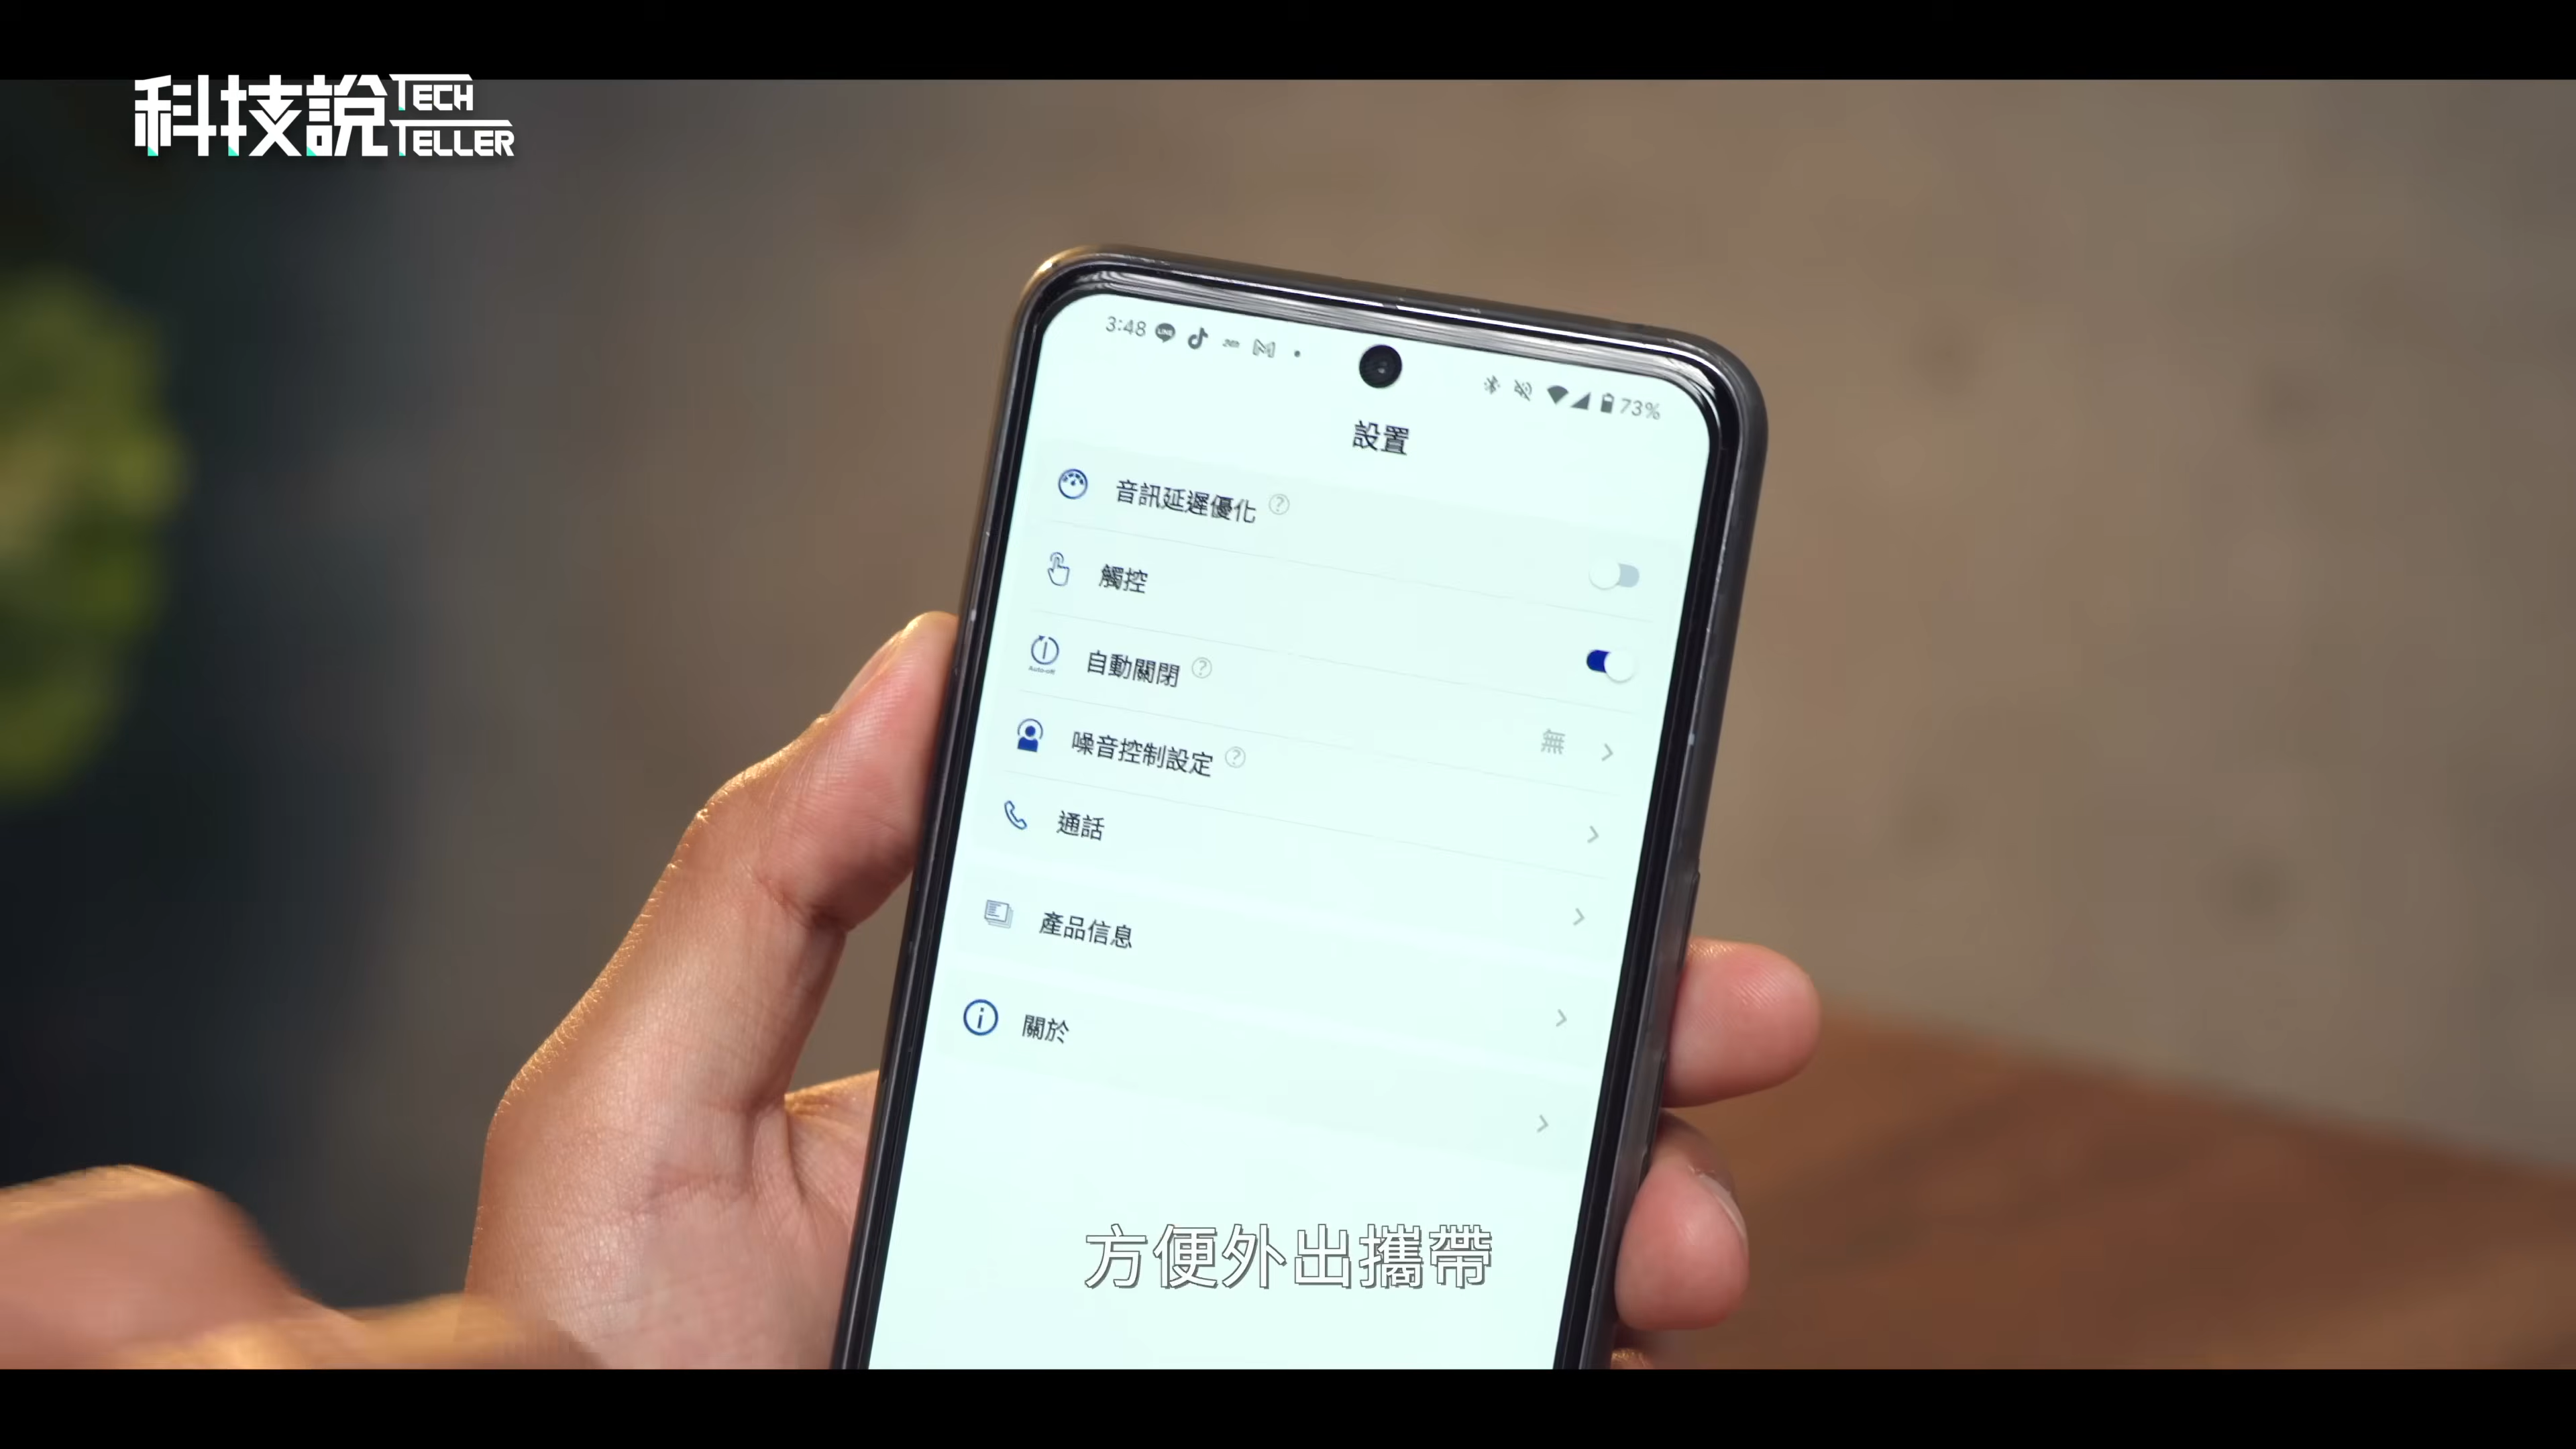 科技說 TECH
TELLER
3:48
73%
設置
音訊延遲優化
觸控
自動關閉
無
噪音控制設定
通話
產品信息
關於
方便外出攜帶